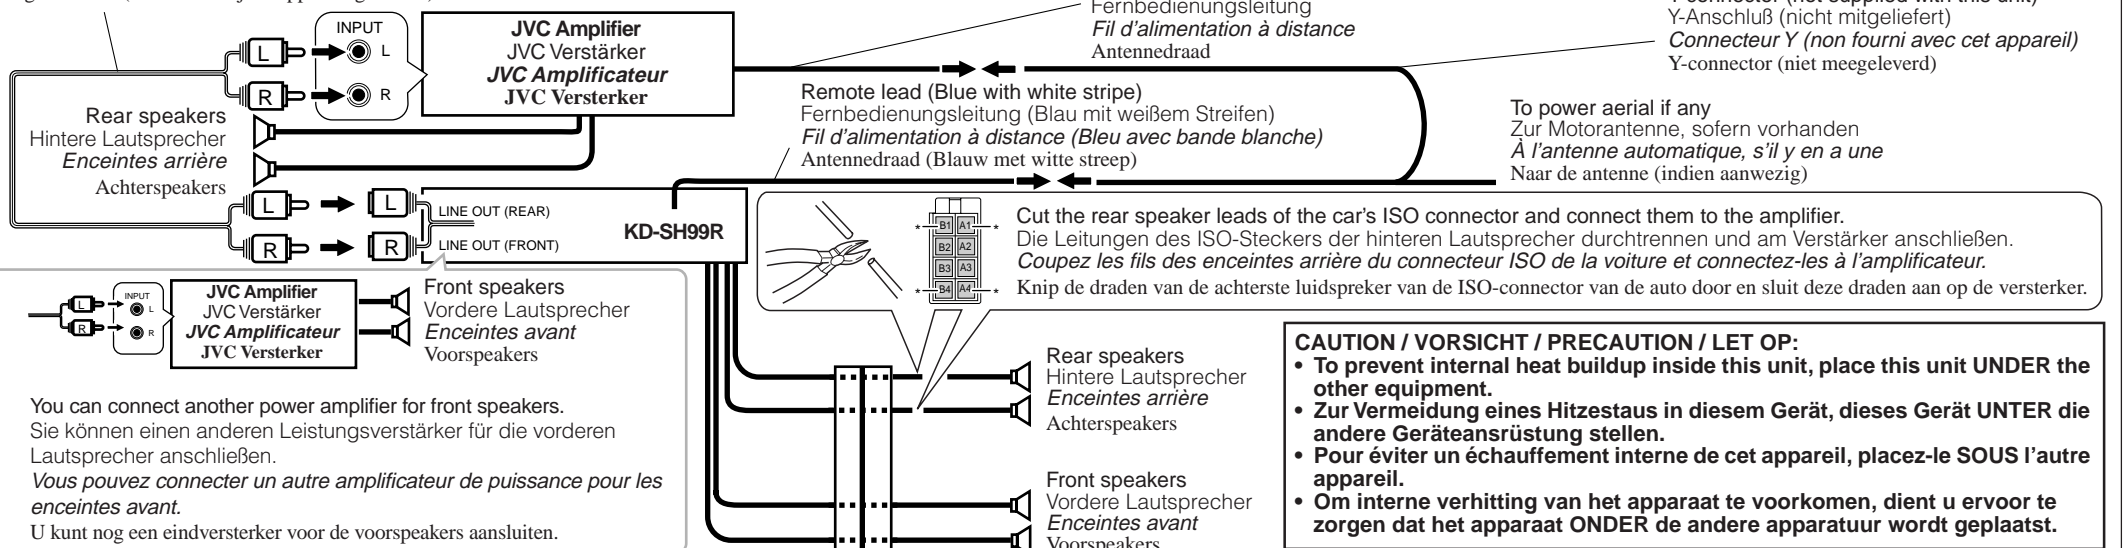 INPUT
L
R
L
R
JVC Amplifier
JVC Verstärker
JVC Amplificateur
JVC Versterker
Fernbedienungsleitung
Fil d'alimentation à distance
Antennedraad
Y-Anschluß (nicht mitgeliefert)
Connecteur Y (non fourni avec cet appareil)
Y-connector (niet meegeleverd)
Rear speakers
Hintere Lautsprecher
Enceintes arrière
Achterspeakers
Remote lead (Blue with white stripe)
Fernbedienungsleitung (Blau mit weißem Streifen)
Fil d'alimentation à distance (Bleu avec bande blanche)
Antennedraad (Blauw met witte streep)
To power aerial if any
Zur Motorantenne, sofern vorhanden
À l'antenne automatique, s'il y en a une
Naar de antenne (indien aanwezig)
L
L
R
R
LINE OUT (REAR)
LINE OUT (FRONT)
KD-SH99R
* B1 A1 *
B2 A2
B3 A3
* B4 A4 *
Cut the rear speaker leads of the car's ISO connector and connect them to the amplifier.
Die Leitungen des ISO-Steckers der hinteren Lautsprecher durchtrennen und am Verstärker anschließen.
Coupez les fils des enceintes arrière du connecteur ISO de la voiture et connectez-les à l'amplificateur.
Knip de draden van de achterste luidspreker van de ISO-connector van de auto door en sluit deze draden aan op de versterker.
L
R
INPUT
L
R
JVC Amplifier
JVC Verstärker
JVC Amplificateur
JVC Versterker
Front speakers
Vordere Lautsprecher
Enceintes avant
Voorspeakers
You can connect another power amplifier for front speakers.
Sie können einen anderen Leistungsverstärker für die vorderen
Lautsprecher anschließen.
Vous pouvez connecter un autre amplificateur de puissance pour les
enceintes avant.
U kunt nog een eindversterker voor de voorspeakers aansluiten.
Rear speakers
Hintere Lautsprecher
Enceintes arrière
Achterspeakers
Front speakers
Vordere Lautsprecher
Enceintes avant
Voorspeakers
CAUTION / VORSICHT / PRECAUTION / LET OP:
• To prevent internal heat buildup inside this unit, place this unit UNDER the
other equipment.
• Zur Vermeidung eines Hitzestaus in diesem Gerät, dieses Gerät UNTER die
andere Geräteansrüstung stellen.
• Pour éviter un échauffement interne de cet appareil, placez-le SOUS l'autre
appareil.
• Om interne verhitting van het apparaat te voorkomen, dient u ervoor te
zorgen dat het apparaat ONDER de andere apparatuur wordt geplaatst.